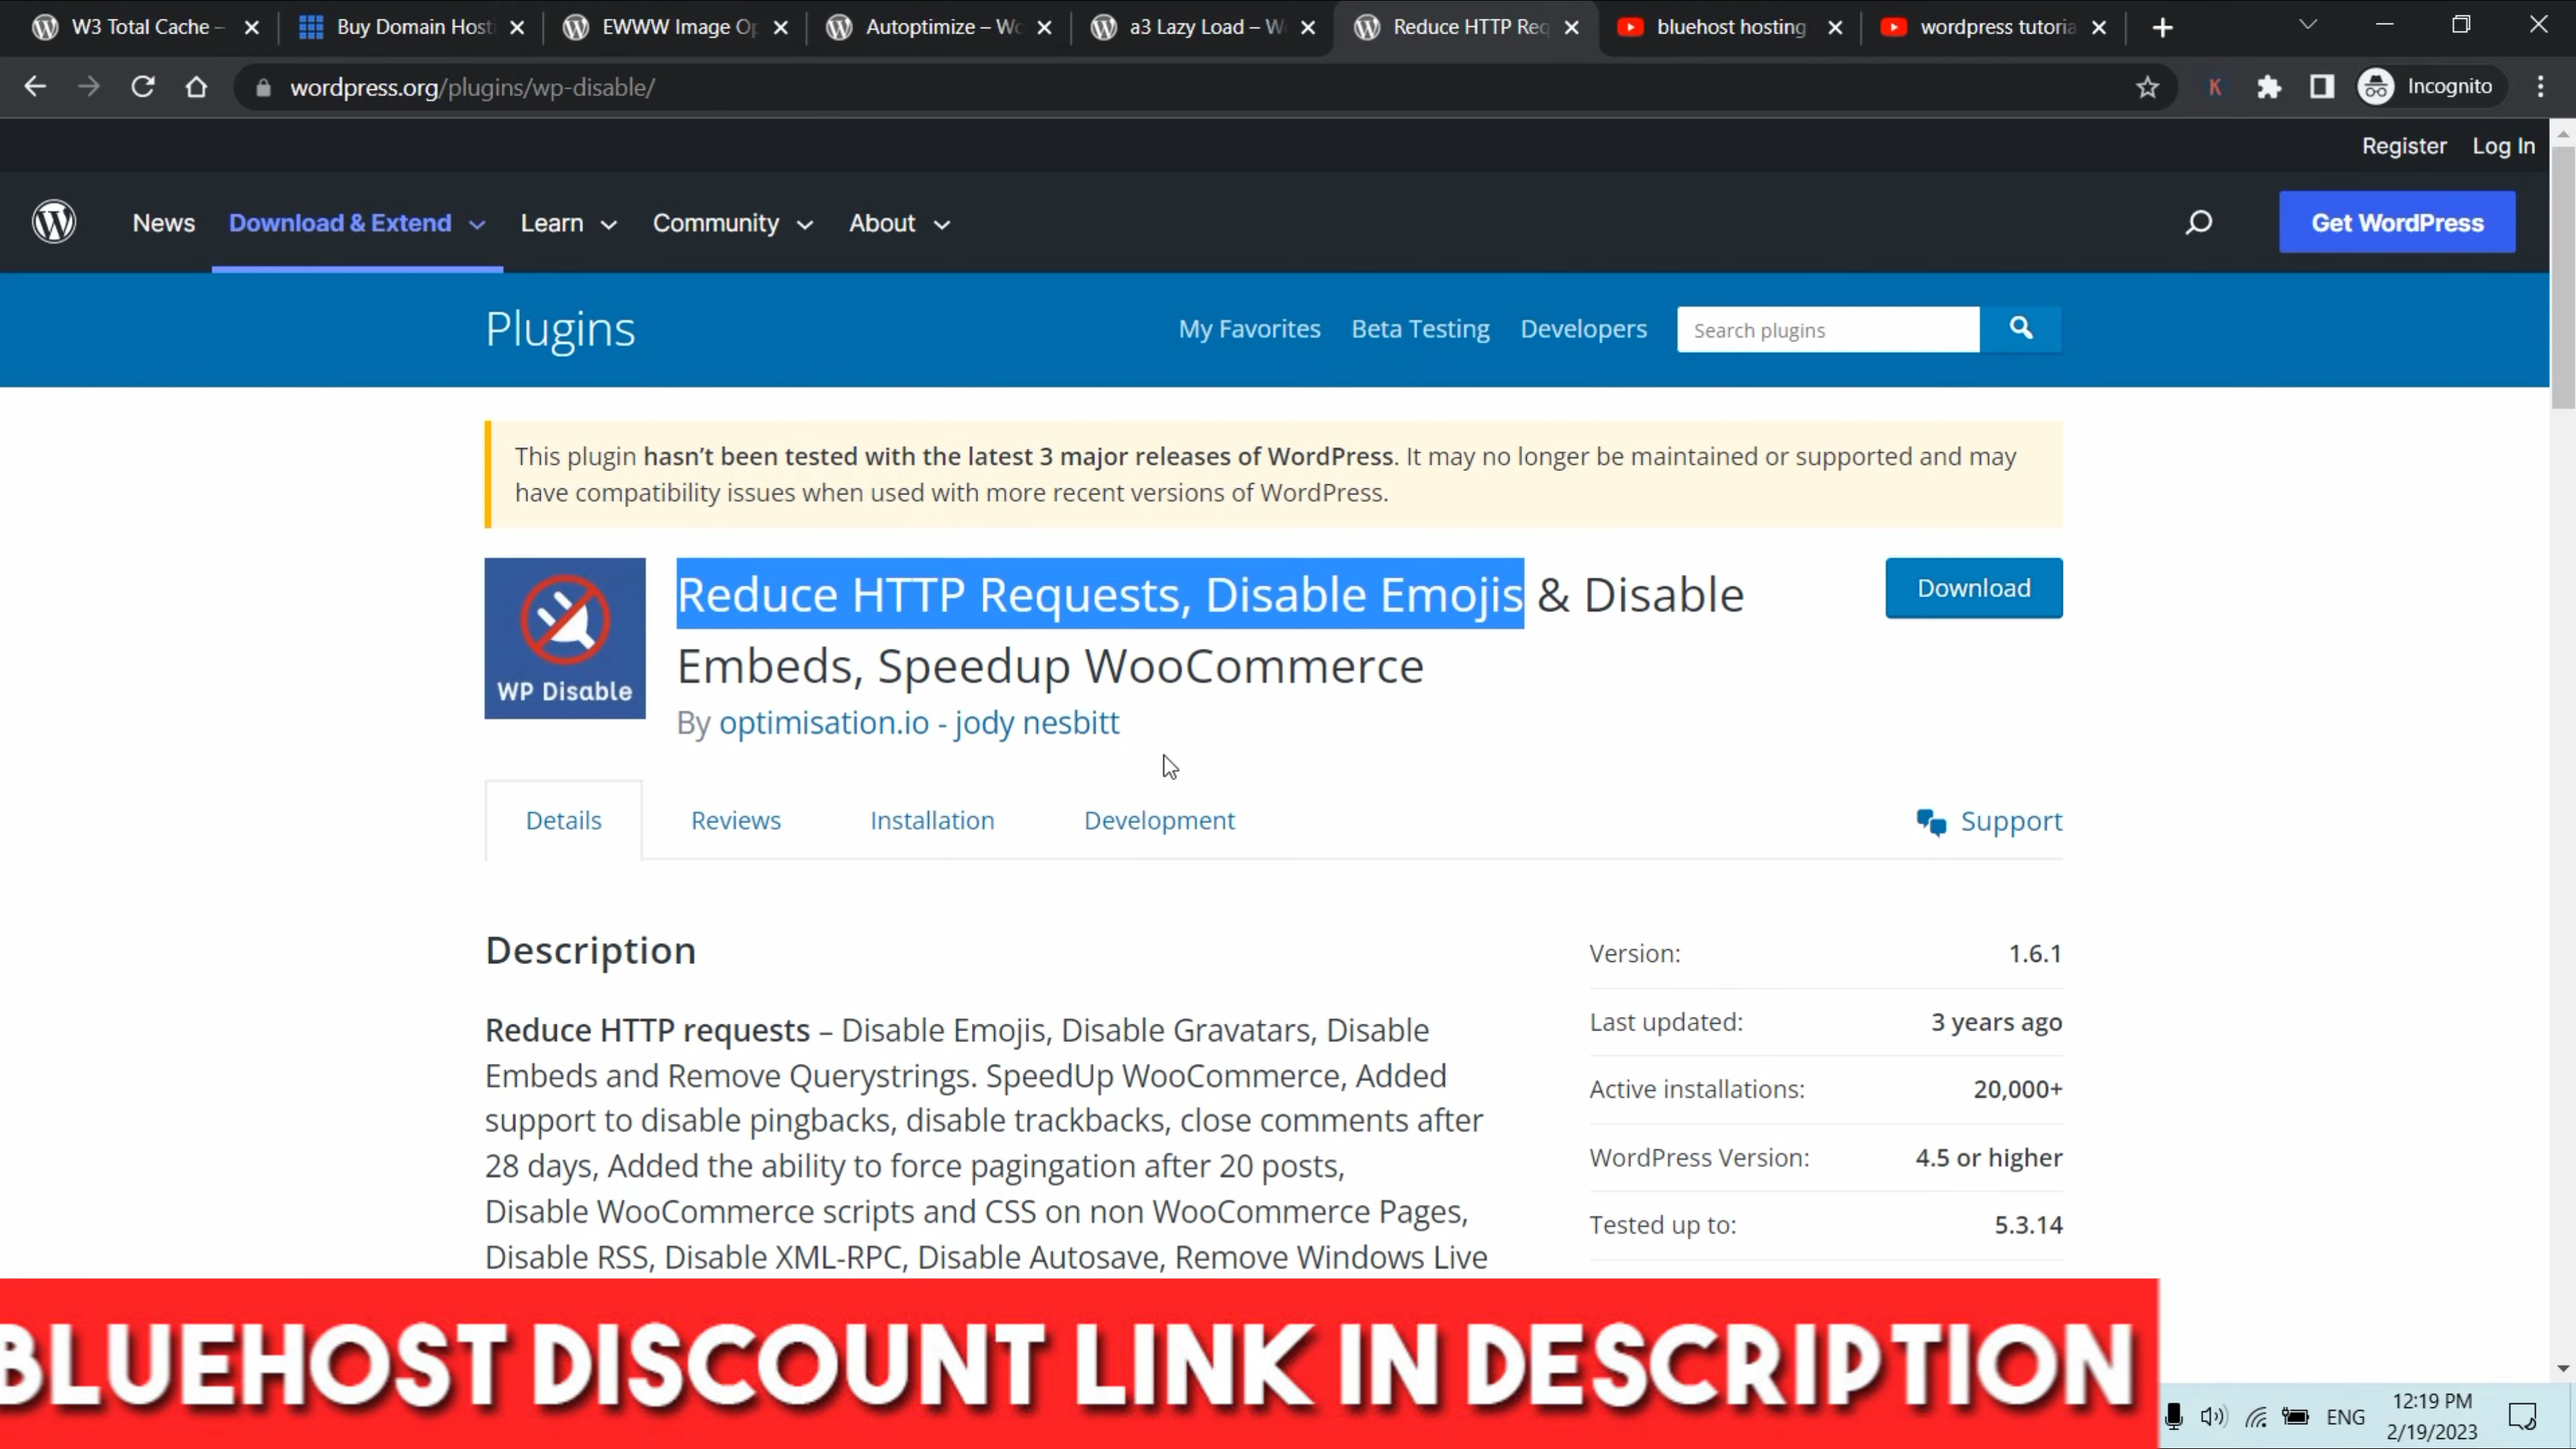 W3 Total Cache –
Buy Domain Host
EWWW Image Op
Autoptimize – Wo
a3 Lazy Load – W
Reduce HTTP Req
bluehost hosting
wordpress tutoria
wordpress.org/plugins/wp-disable/
K
Incognito
Register Log In
News Download & Extend Learn Community About
Get WordPress
Plugins
My Favorites Beta Testing Developers Search plugins
This plugin hasn't been tested with the latest 3 major releases of WordPress. It may no longer be maintained or supported and may
have compatibility issues when used with more recent versions of WordPress.
WP Disable
Reduce HTTP Requests, Disable Emojis & Disable
Embeds, Speedup WooCommerce
By optimisation.io - jody nesbitt
Download
Details Reviews Installation Development Support
Description
Reduce HTTP requests – Disable Emojis, Disable Gravatars, Disable
Embeds and Remove Querystrings. SpeedUp WooCommerce, Added
support to disable pingbacks, disable trackbacks, close comments after
28 days, Added the ability to force pagingation after 20 posts,
Disable WooCommerce scripts and CSS on non WooCommerce Pages,
Disable RSS, Disable XML-RPC, Disable Autosave, Remove Windows Live
Version: 1.6.1
Last updated: 3 years ago
Active installations: 20,000+
WordPress Version: 4.5 or higher
Tested up to: 5.3.14
BLUEHOST DISCOUNT LINK IN DESCRIPTION
ENG
12:19 PM
2/19/2023